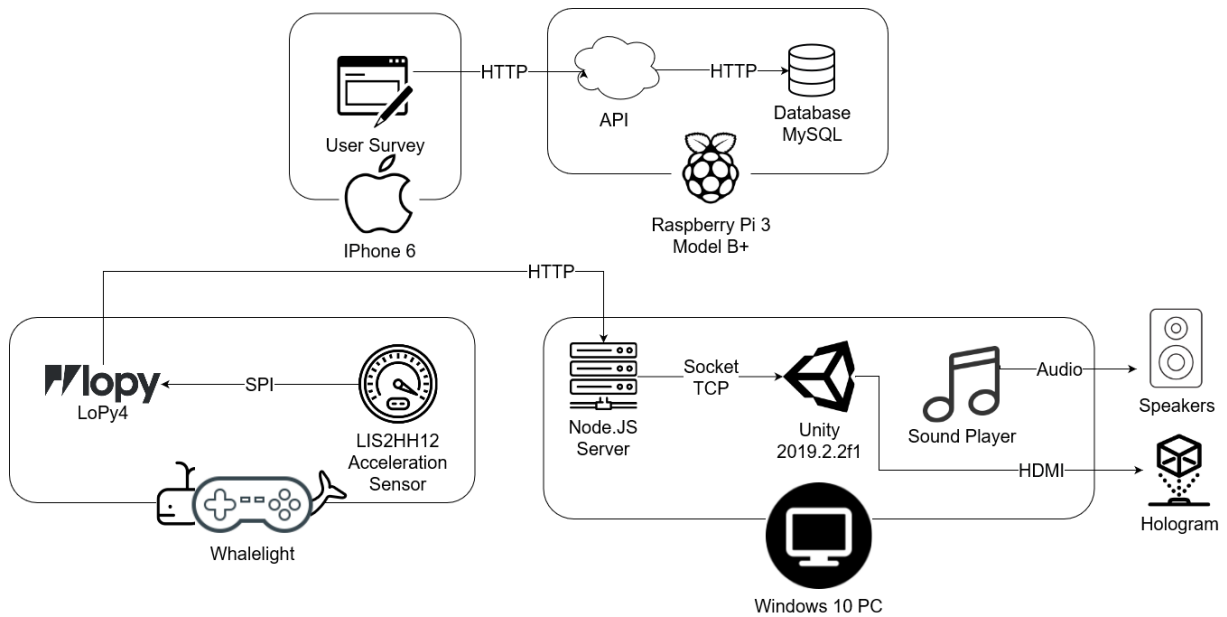 HTTP
HTTP
API
Database
MySQL
User Survey
Raspberry Pi 3
Model B+
IPhone 6
HTTP
lopy
LoPy4
SPI
LIS2HH12
Acceleration
Sensor
Whalelight
Node.JS
Server
Socket
TCP
Unity
2019.2.2f1
Sound Player
Audio
Speakers
HDMI
Hologram
Windows 10 PC